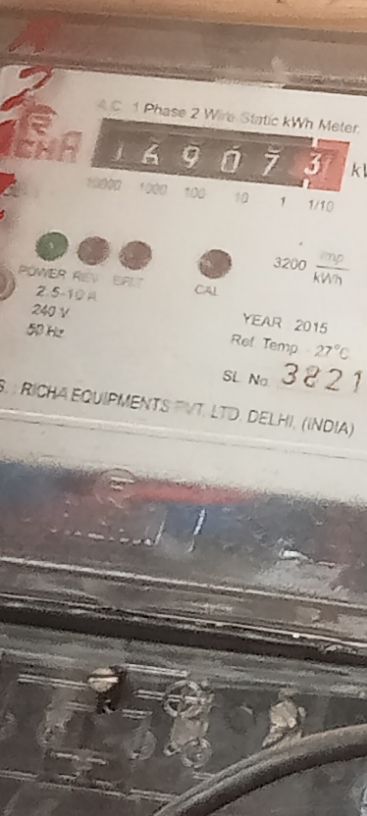 A.C. 1 Phase 2 Wire Static kWh Meter.
RICHA
1 6 9 0 7 3
10000 1000 100 10 1 1/10
POWER REV
CAL
3200 imp/kWh
2.5-10 A
240 V
50 Hz
YEAR 2015
Ref. Temp. 27°C
SL. No. 3821
RICHA EQUIPMENTS PVT. LTD. DELHI, (INDIA)